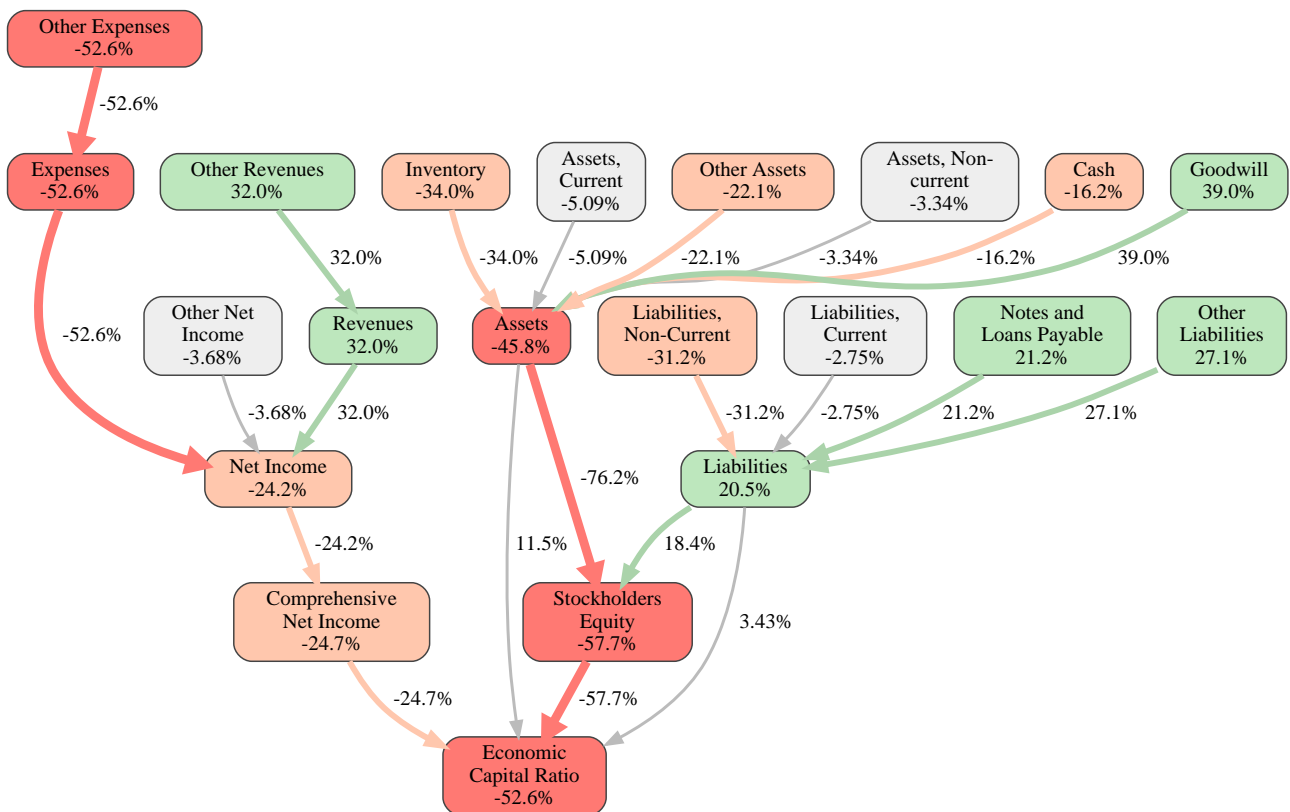 Other Expenses
-52.6%
-52.6%
Expenses
-52.6%
Other Revenues
32.0%
Inventory
-34.0%
Assets,
Current
-5.09%
Other Assets
-22.1%
Assets, Non-
current
-3.34%
Cash
-16.2%
Goodwill
39.0%
32.0%
-34.0%
-5.09%
-22.1%
-3.34%
-16.2%
39.0%
-52.6%
Other Net
Income
-3.68%
Revenues
32.0%
Assets
-45.8%
Liabilities,
Non-Current
-31.2%
Liabilities,
Current
-2.75%
Notes and
Loans Payable
21.2%
Other
Liabilities
27.1%
-3.68%
32.0%
-31.2%
-2.75%
21.2%
27.1%
Net Income
-24.2%
-76.2%
Liabilities
20.5%
-24.2%
11.5%
18.4%
Comprehensive
Net Income
-24.7%
Stockholders
Equity
-57.7%
3.43%
-24.7%
-57.7%
Economic
Capital Ratio
-52.6%